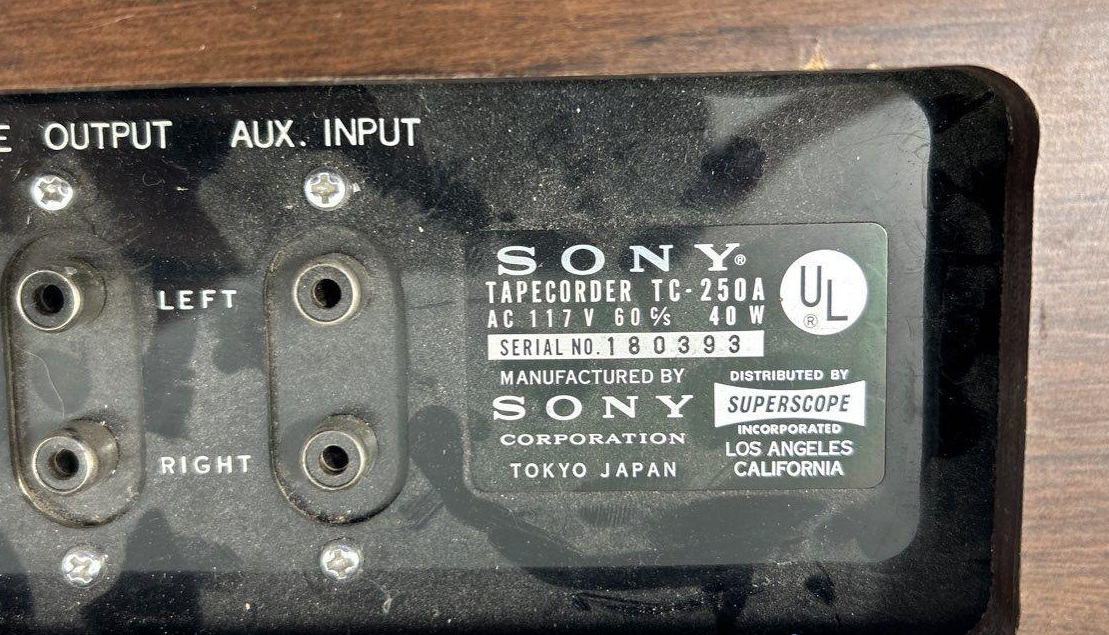 E OUTPUT AUX. INPUT
LEFT
RIGHT
SONY®
TAPECORDER TC-250A
AC 117V 60 c/s 40 W
SERIAL NO. 180393
MANUFACTURED BY
SONY
CORPORATION
TOKYO JAPAN
UL
®
DISTRIBUTED BY
SUPERSCOPE
INCORPORATED
LOS ANGELES
CALIFORNIA